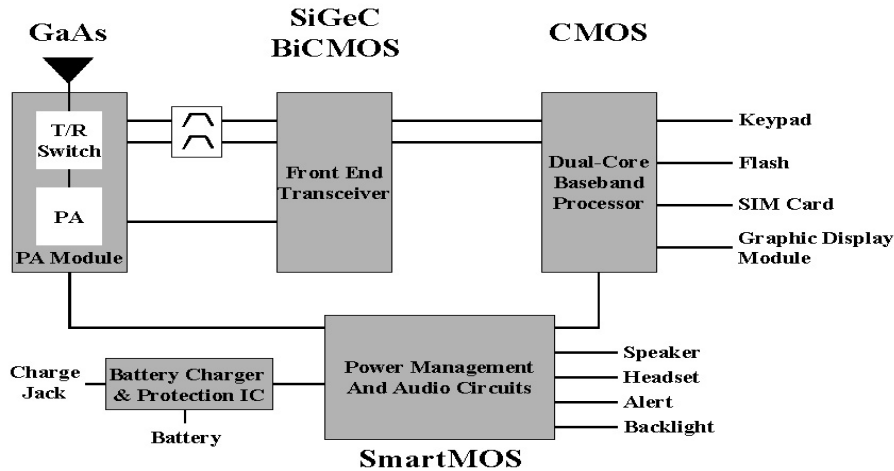 GaAs
SiGeC
BiCMOS
CMOS
T/R
Switch
PA
PA Module
Front End
Transceiver
Dual-Core
Baseband
Processor
Keypad
Flash
SIM Card
Graphic Display
Module
Charge
Jack
Battery Charger
& Protection IC
Battery
Power Management
And Audio Circuits
Speaker
Headset
Alert
Backlight
SmartMOS